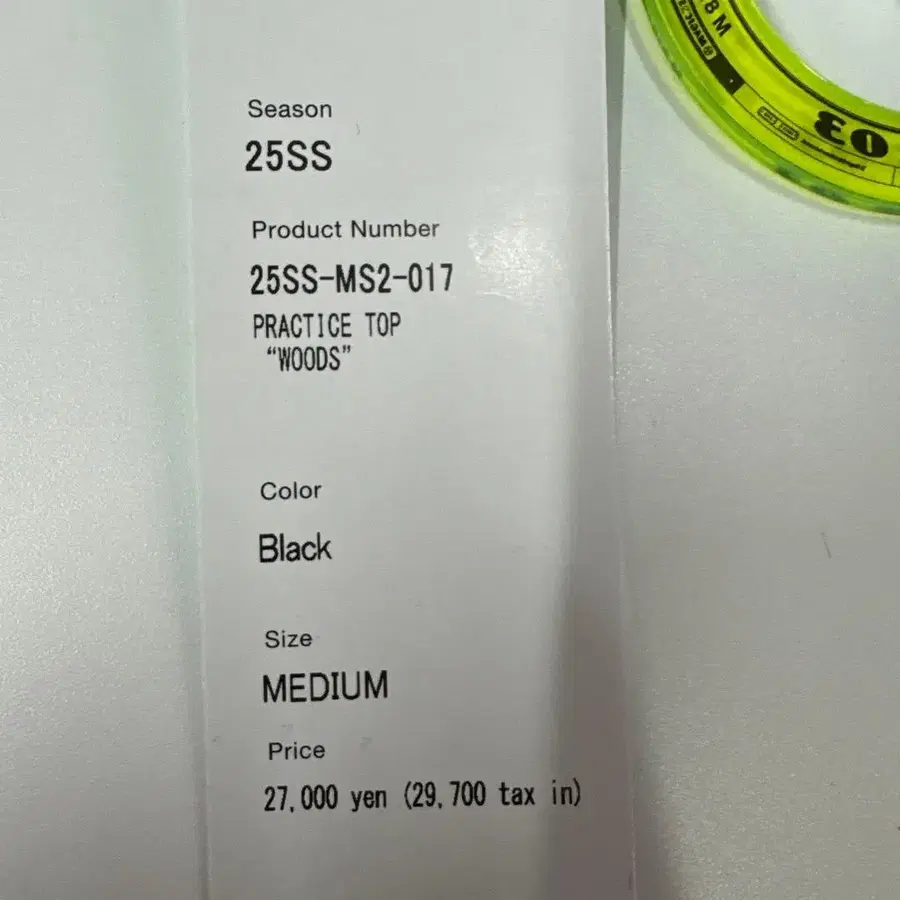 Season
25SS
Product Number
25SS-MS2-017
PRACTICE TOP
“WOODS”
Color
Black
Size
MEDIUM
Price
27,000 yen (29,700 tax in)